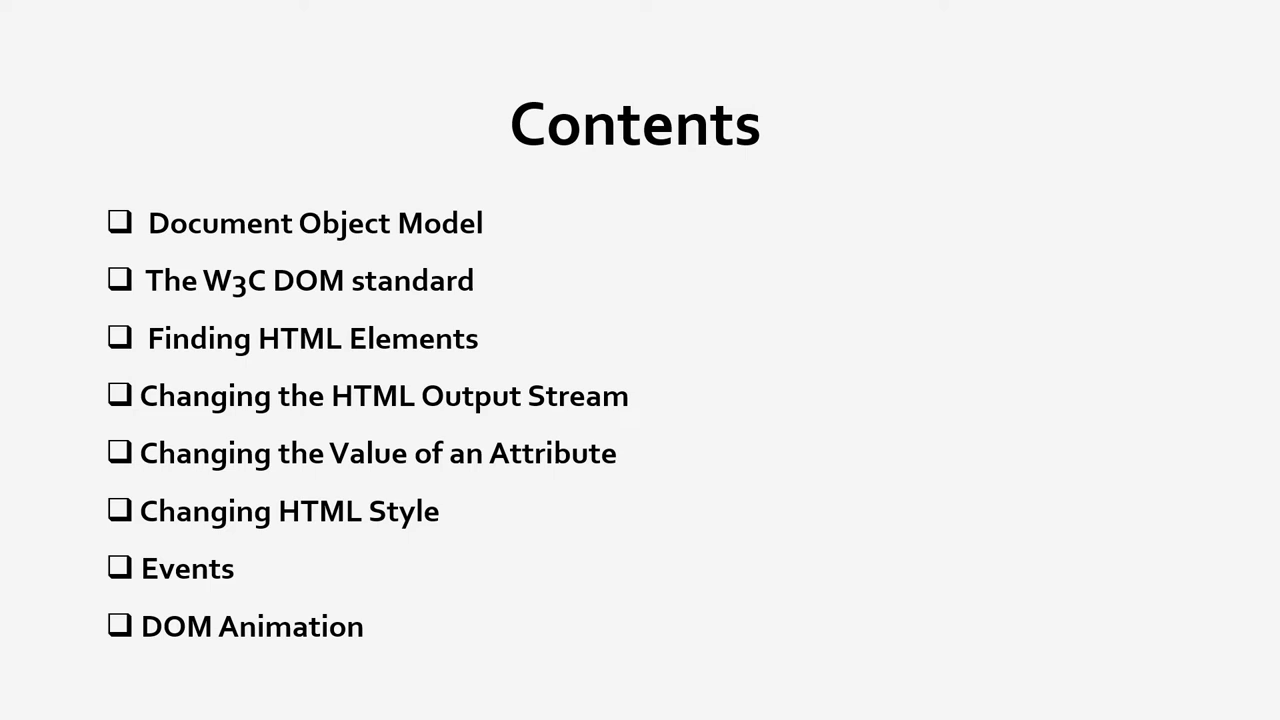 Contents
Document Object Model
The W3C DOM standard
Finding HTML Elements
Changing the HTML Output Stream
Changing the Value of an Attribute
Changing HTML Style
Events
DOM Animation